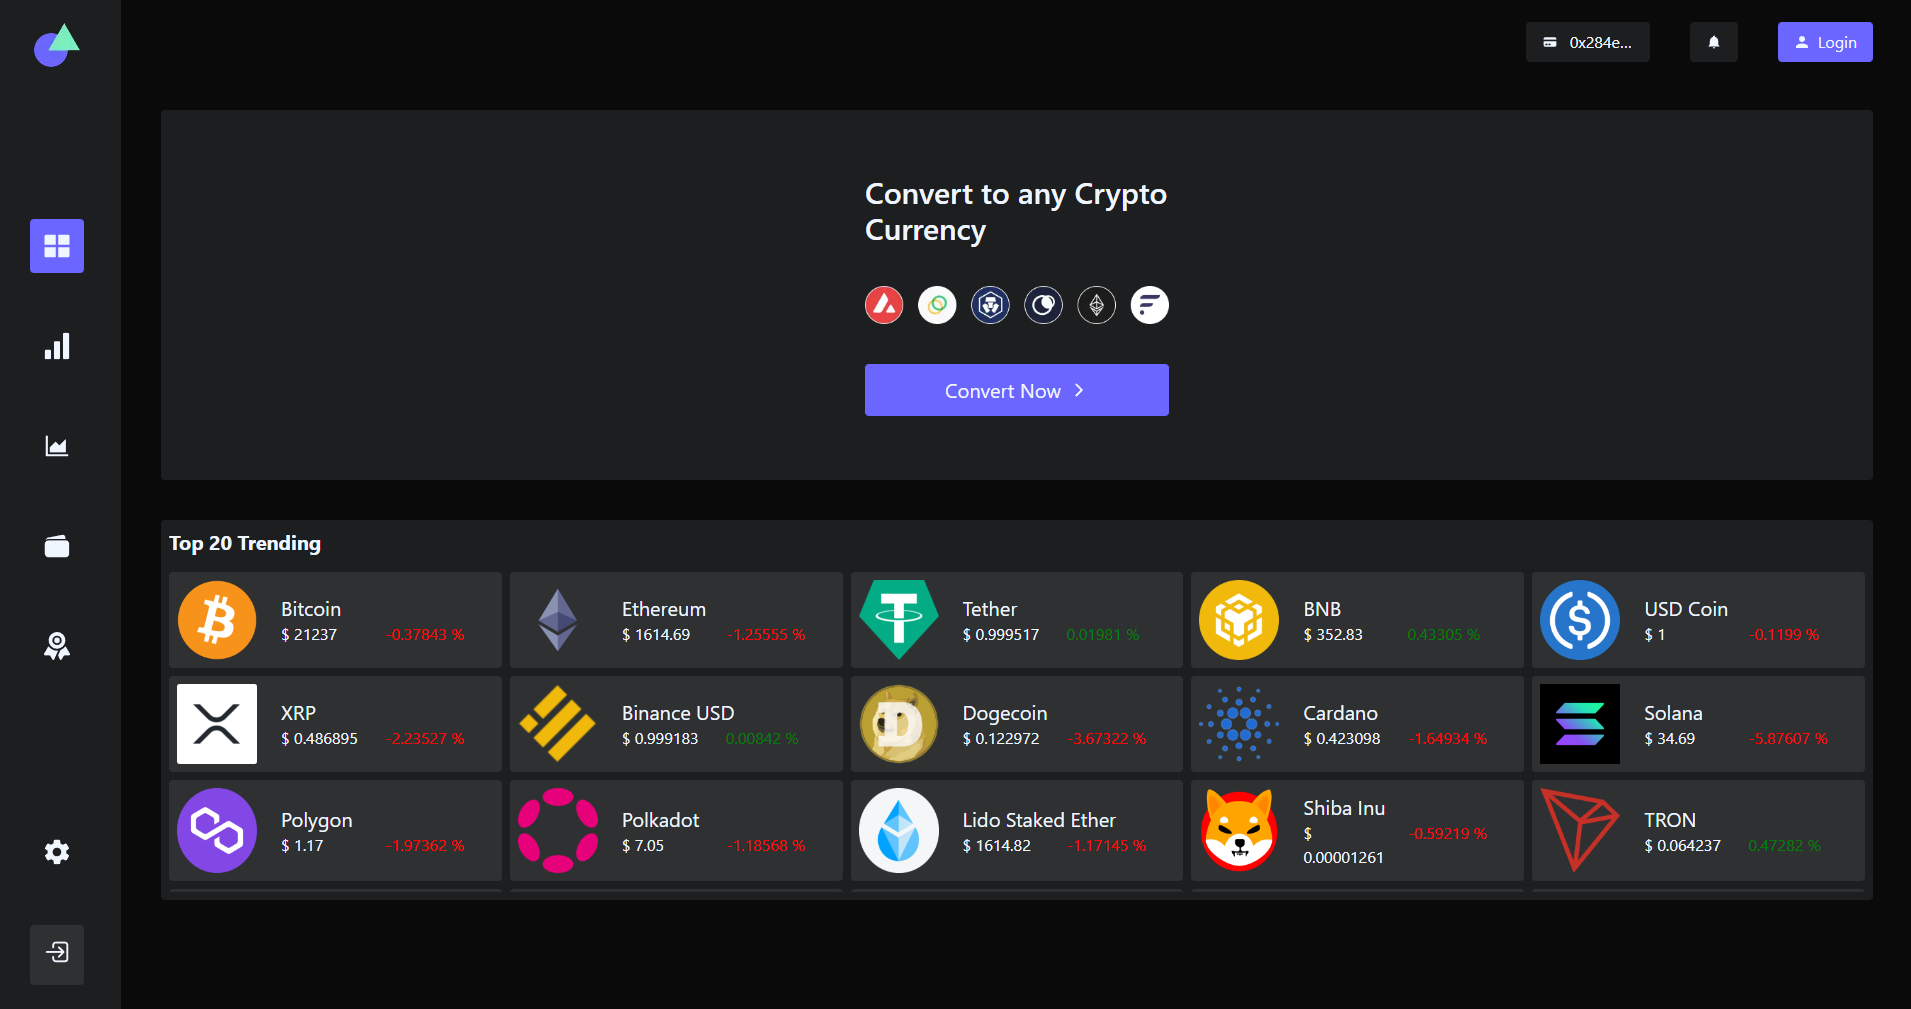 0x284e...
Login
Convert to any Crypto
Currency
Convert Now
Top 20 Trending
Bitcoin
$ 21237 -0.37843 %
Ethereum
$ 1614.69 -1.25555 %
Tether
$ 0.999517 0.01981 %
BNB
$ 352.83 0.43305 %
USD Coin
$ 1 -0.1199 %
XRP
$ 0.486895 -2.23527 %
Binance USD
$ 0.999183 0.00842 %
Dogecoin
$ 0.122972 -3.67322 %
Cardano
$ 0.423098 -1.64934 %
Solana
$ 34.69 -5.87607 %
Polygon
$ 1.17 -1.97362 %
Polkadot
$ 7.05 -1.18568 %
Lido Staked Ether
$ 1614.82 -1.17145 %
Shiba Inu
$ -0.59219 %
0.00001261
TRON
$ 0.064237 0.47282 %